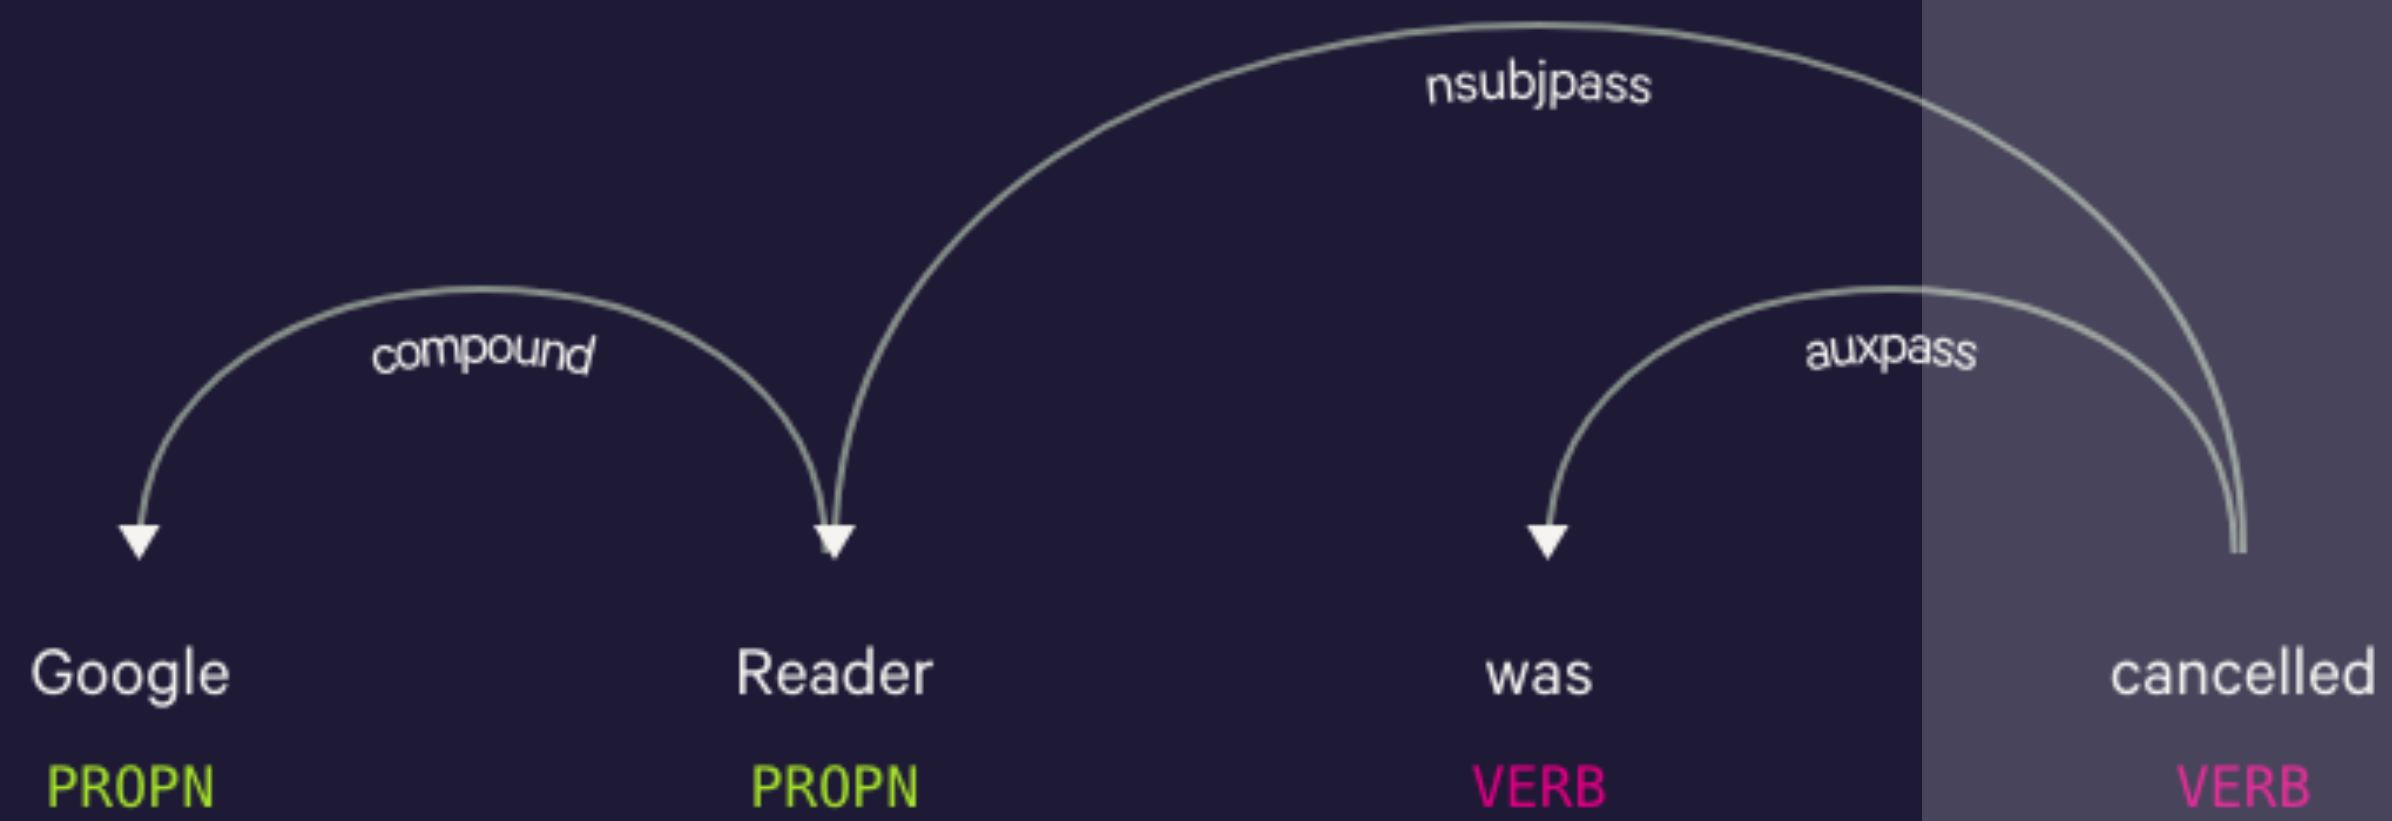 nsubjpass
compound auxpass
Google Reader was cancelled
PROPN PROPN VERB VERB